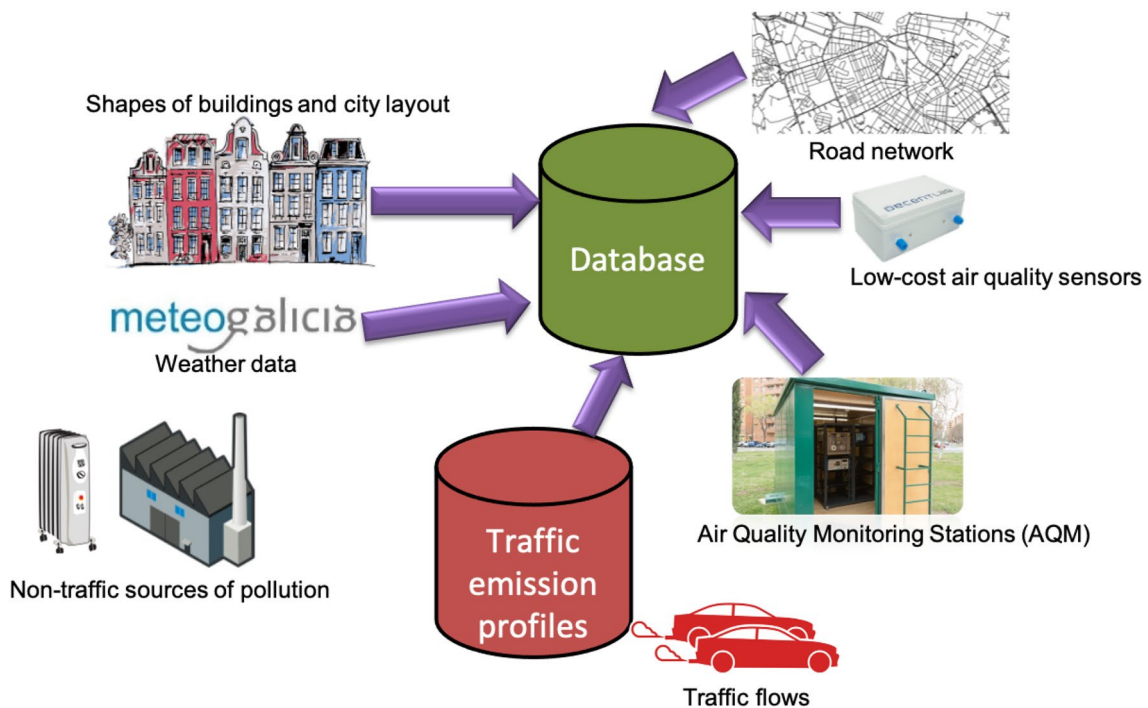 Shapes of buildings and city layout
Road network
DECENTLAB
Low-cost air quality sensors
Database
meteogalicia
Weather data
Air Quality Monitoring Stations (AQM)
Non-traffic sources of pollution
Traffic
emission
profiles
Traffic flows